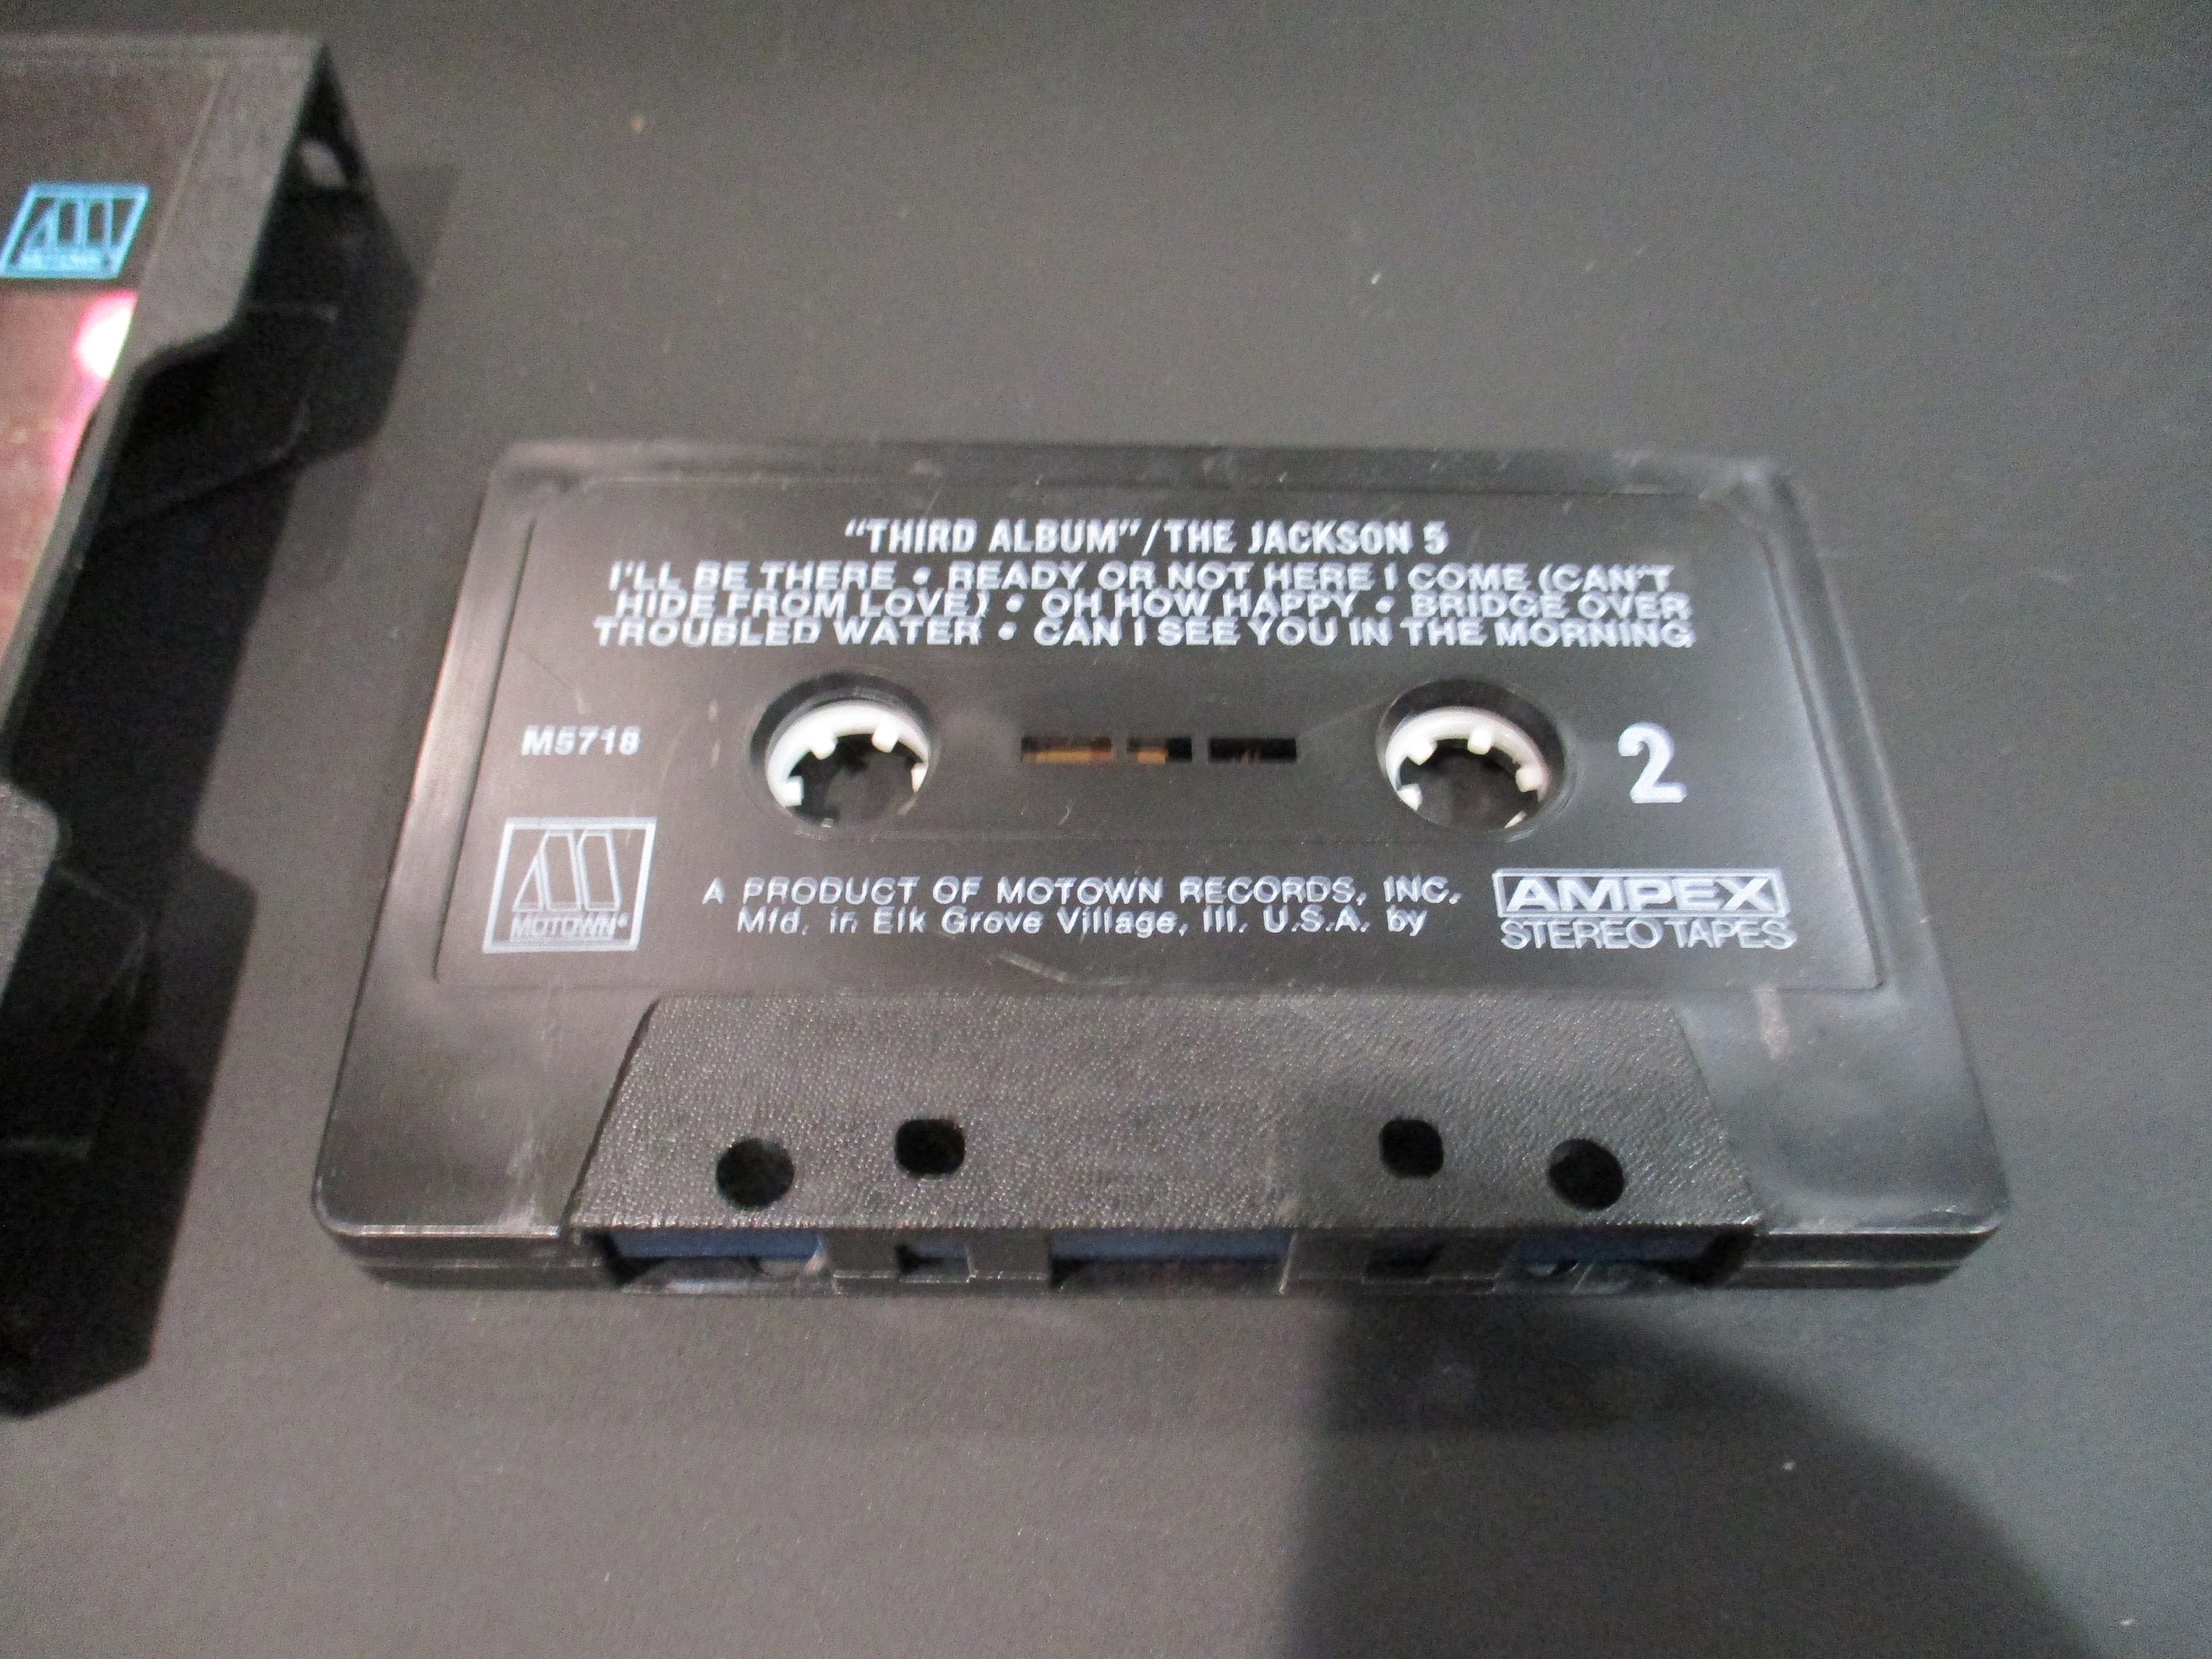 "THIRD ALBUM"/THE JACKSON 5
I'LL BE THERE • READY OR NOT HERE I COME (CAN'T
HIDE FROM LOVE) • OH HOW HAPPY • BRIDGE OVER
TROUBLED WATER • CAN I SEE YOU IN THE MORNING
M5718
2
MOTOWN®
A PRODUCT OF MOTOWN RECORDS, INC.
Mfd. in Elk Grove Village, Ill. U.S.A. by
AMPEX
STEREO TAPES
MOTOWN